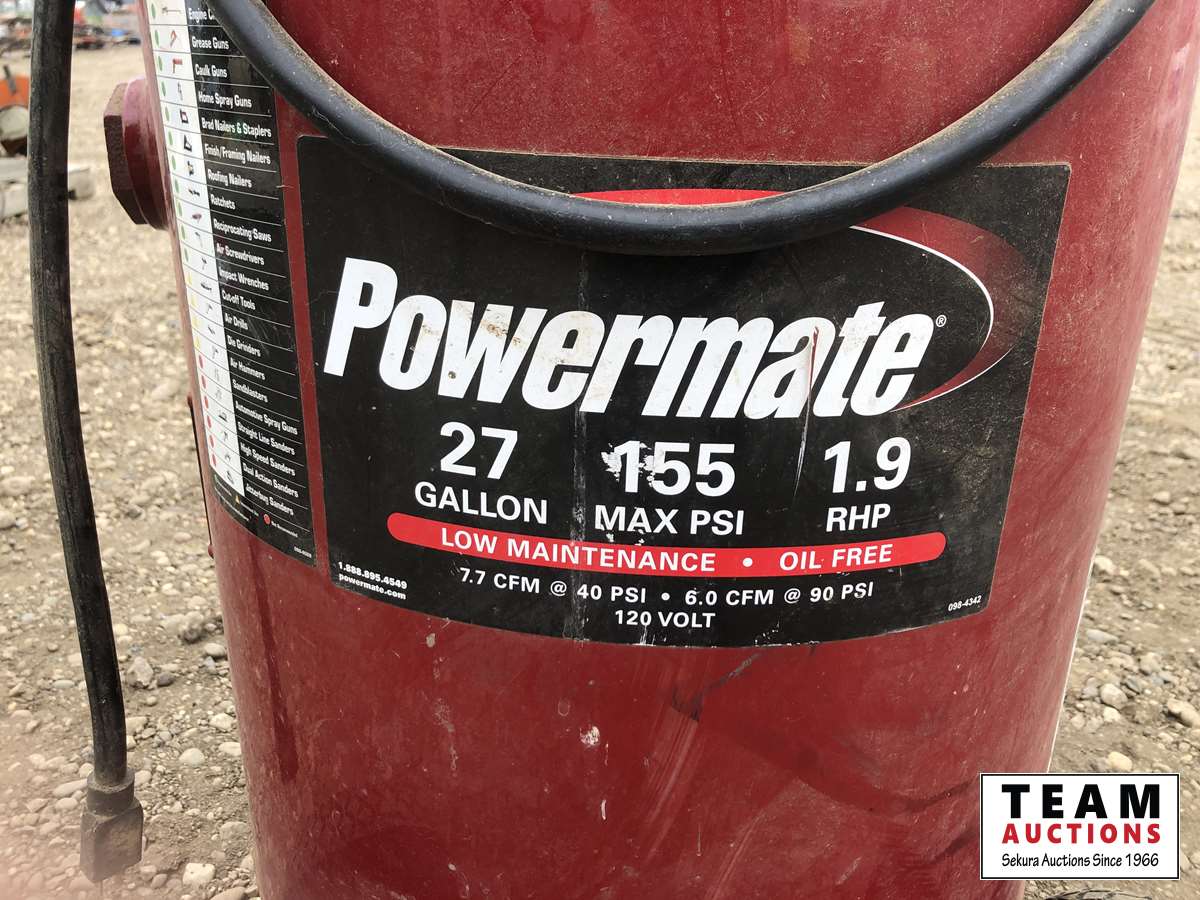 Grease Guns
Caulk Guns
Home Spray Guns
Brad Nailers & Staplers
Finish/Framing Nailers
Roofing Nailers
Ratchets
Reciprocating Saws
Air Screwdrivers
Impact Wrenches
Cut-off Tools
Air Drills
Die Grinders
Air Hammers
Sandblasters
Automotive Spray Guns
Straight Line Sanders
High Speed Sanders
Dual Action Sanders
Jitterbug Sanders
Powermate®
27 155 1.9
GALLON MAX PSI RHP
LOW MAINTENANCE • OIL FREE
7.7 CFM @ 40 PSI • 6.0 CFM @ 90 PSI
120 VOLT
1.888.895.4549
powermate.com
098-4342
TEAM
AUCTIONS
Sekura Auctions Since 1966